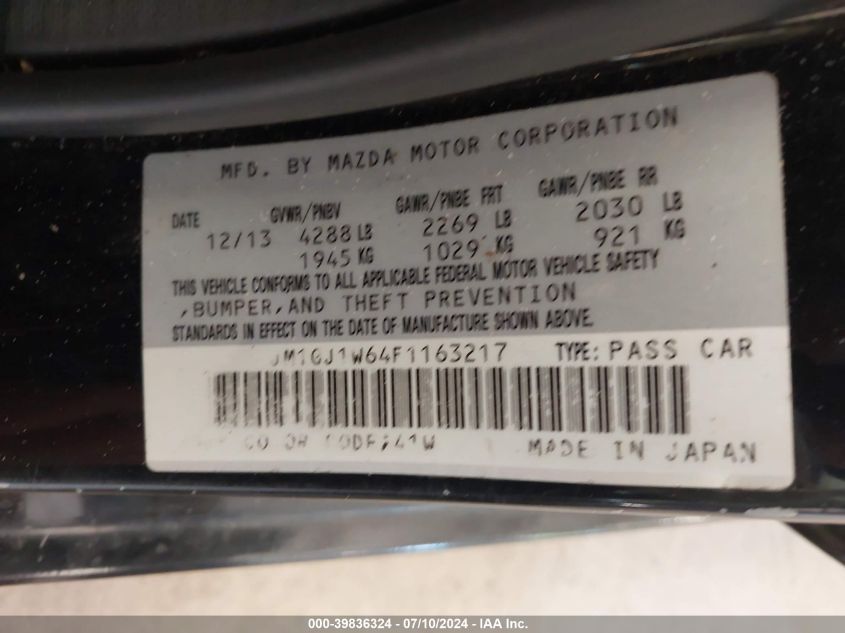 MFD. BY MAZDA MOTOR CORPORATION
DATE GVWR/PNBV GAWR/PNBE FRT GAWR/PNBE RR
12/13 4288 LB 2269 LB 2030 LB
1945 KG 1029 KG 921 KG
THIS VEHICLE CONFORMS TO ALL APPLICABLE FEDERAL MOTOR VEHICLE SAFETY
,BUMPER,AND THEFT PREVENTION
STANDARDS IN EFFECT ON THE DATE OF MANUFACTURE SHOWN ABOVE.
JM1GJ1W64F1163217 TYPE: PASS CAR
COLOR CODE:41W MADE IN JAPAN
000-39836324 — 07/10/2024 — IAA Inc.